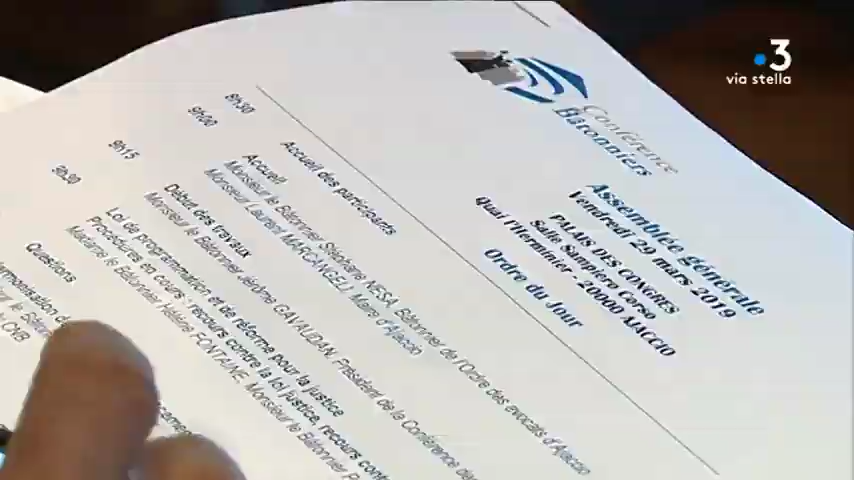 3
via stella
Conférence
Bâtonniers
Assemblée générale
Vendredi 29 mars 2019
PALAIS DES CONGRES
Salle Sampiero Corso
Quai l'Herminier - 20000 AJACCIO
Ordre du Jour
8h30
Accueil des participants
9h00
Accueil
Monsieur le Bâtonnier Stéphane NESA, Bâtonnier de l'Ordre des avocats d'Ajaccio
Monsieur Laurent MARCANGELI, Maire d'Ajaccio
9h15
Début des travaux
Monsieur le Bâtonnier Jérôme GAVAUDAN, Président de la Conférence des
9h30
Loi de programmation et de réforme pour la justice
Procédures en cours : recours contre la loi justice, recours cont
Madame le Bâtonnier Hélène FONTAINE, Monsieur le Bâtonnier
Questions
CNB